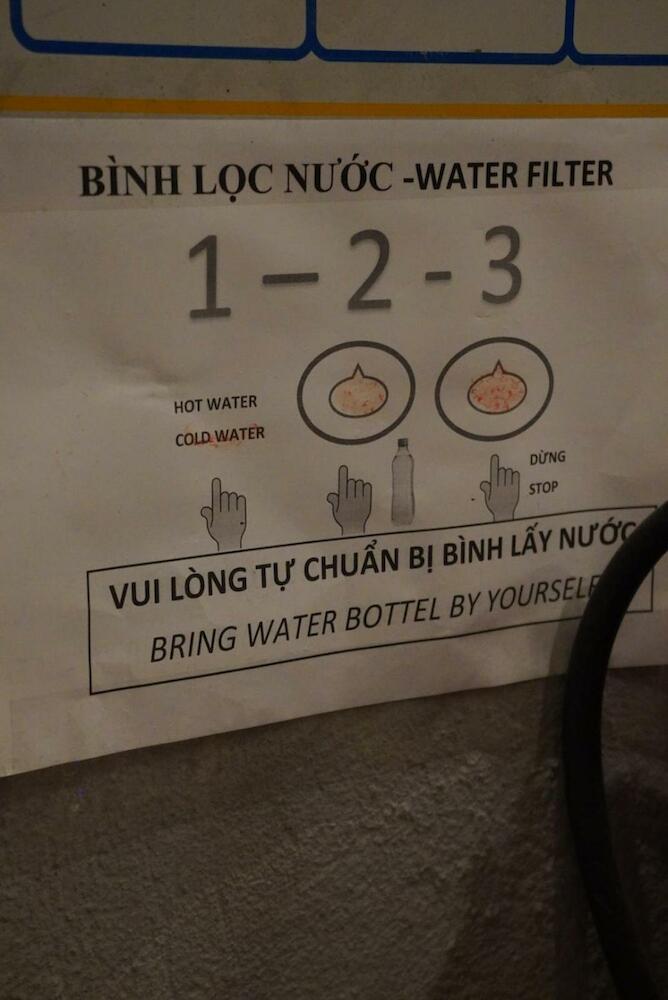 BÌNH LỌC NƯỚC -WATER FILTER
1 – 2 - 3
HOT WATER
COLD WATER
DỪNG
STOP
VUI LÒNG TỰ CHUẨN BỊ BÌNH LẤY NƯỚC
BRING WATER BOTTEL BY YOURSELF